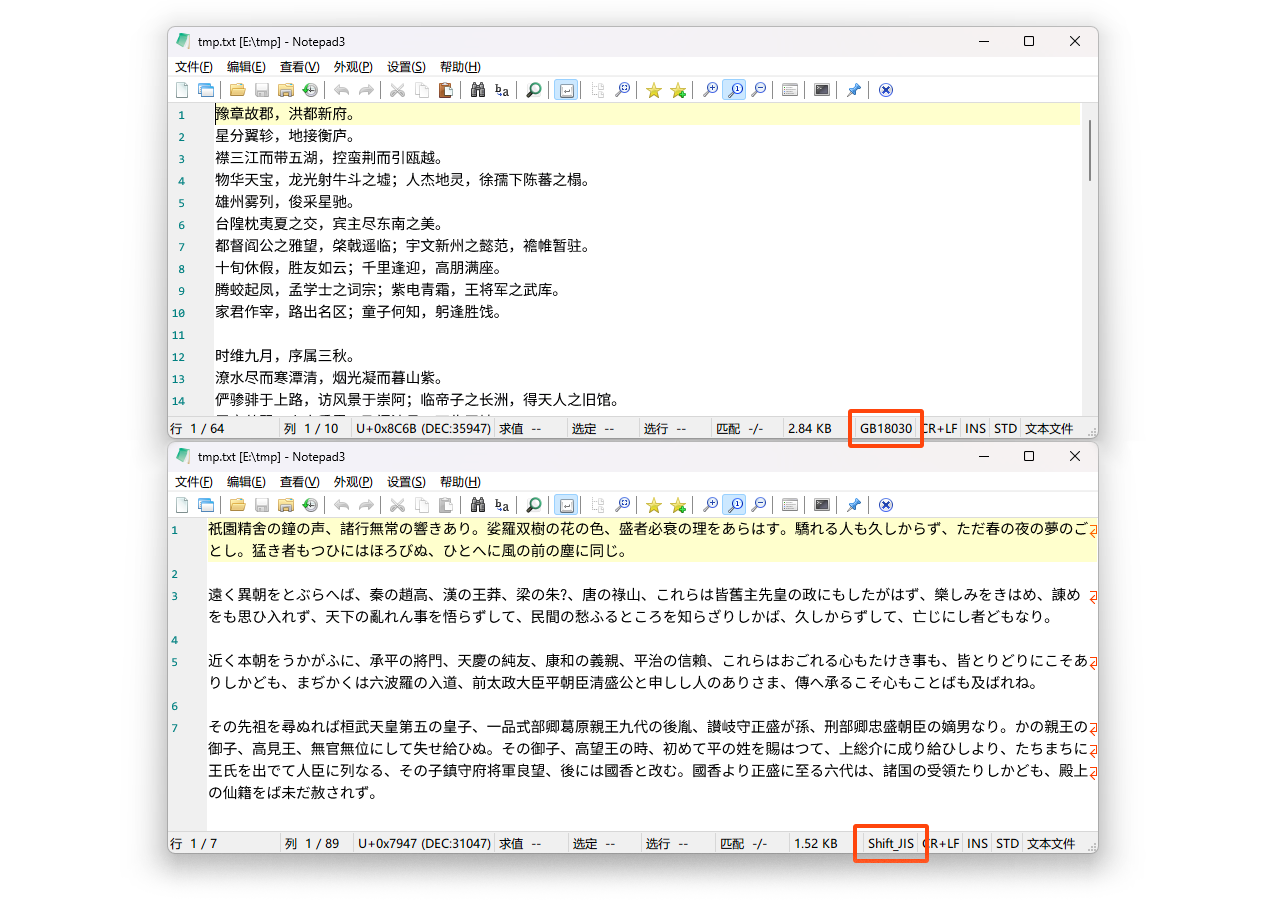 tmp.txt [E:\tmp] - Notepad3
文件(F) 编辑(E) 查看(V) 外观(P) 设置(S) 帮助(H)
1 豫章故郡，洪都新府。
2 星分翼轸，地接衡庐。
3 襟三江而带五湖，控蛮荆而引瓯越。
4 物华天宝，龙光射牛斗之墟；人杰地灵，徐孺下陈蕃之榻。
5 雄州雾列，俊采星驰。
6 台隍枕夷夏之交，宾主尽东南之美。
7 都督阎公之雅望，棨戟遥临；宇文新州之懿范，襜帷暂驻。
8 十旬休假，胜友如云；千里逢迎，高朋满座。
9 腾蛟起凤，孟学士之词宗；紫电青霜，王将军之武库。
10 家君作宰，路出名区；童子何知，躬逢胜饯。
11
12 时维九月，序属三秋。
13 潦水尽而寒潭清，烟光凝而暮山紫。
14 俨骖騑于上路，访风景于崇阿；临帝子之长洲，得天人之旧馆。
行 1 / 64 列 1 / 10 U+0x8C6B (DEC:35947) 求值 -- 选定 -- 选行 -- 匹配 -/- 2.84 KB GB18030 CR+LF INS STD 文本文件
tmp.txt [E:\tmp] - Notepad3
文件(F) 编辑(E) 查看(V) 外观(P) 设置(S) 帮助(H)
1 祇園精舎の鐘の声、諸行無常の響きあり。娑羅双樹の花の色、盛者必衰の理をあらはす。驕れる人も久しからず、ただ春の夜の夢のご
とし。猛き者もつひにはほろびぬ、ひとへに風の前の塵に同じ。
2
3 遠く異朝をとぶらへば、秦の趙高、漢の王莽、梁の朱?、唐の祿山、これらは皆舊主先皇の政にもしたがはず、樂しみをきはめ、諫め
をも思ひ入れず、天下の亂れん事を悟らずして、民間の愁ふるところを知らざりしかば、久しからずして、亡じにし者どもなり。
4
5 近く本朝をうかがふに、承平の將門、天慶の純友、康和の義親、平治の信賴、これらはおごれる心もたけき事も、皆とりどりにこそあ
りしかども、まぢかくは六波羅の入道、前太政大臣平朝臣清盛公と申しし人のありさま、傳へ承るこそ心もことばも及ばれね。
6
7 その先祖を尋ぬれば桓武天皇第五の皇子、一品式部卿葛原親王九代の後胤、讃岐守正盛が孫、刑部卿忠盛朝臣の嫡男なり。かの親王の
御子、高見王、無官無位にして失せ給ひぬ。その御子、高望王の時、初めて平の姓を賜はつて、上総介に成り給ひしより、たちまちに
王氏を出でて人臣に列なる、その子鎮守府将軍良望、後には國香と改む。國香より正盛に至る六代は、諸国の受領たりしかども、殿上
の仙籍をば未だ赦されず。
行 1 / 7 列 1 / 89 U+0x7947 (DEC:31047) 求值 -- 选定 -- 选行 -- 匹配 -/- 1.52 KB Shift_JIS CR+LF INS STD 文本文件